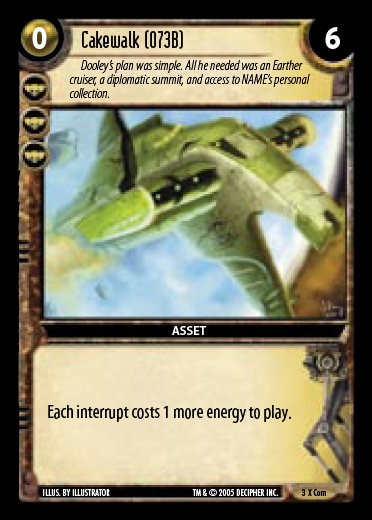 0
Cakewalk (073B)
6
Dooley's plan was simple. All he needed was an Earther
cruiser, a diplomatic summit, and access to NAME's personal
collection.
ASSET
Each interrupt costs 1 more energy to play.
ILLUS. BY ILLUSTRATOR
TM & © 2005 DECIPHER INC.
3 X Com